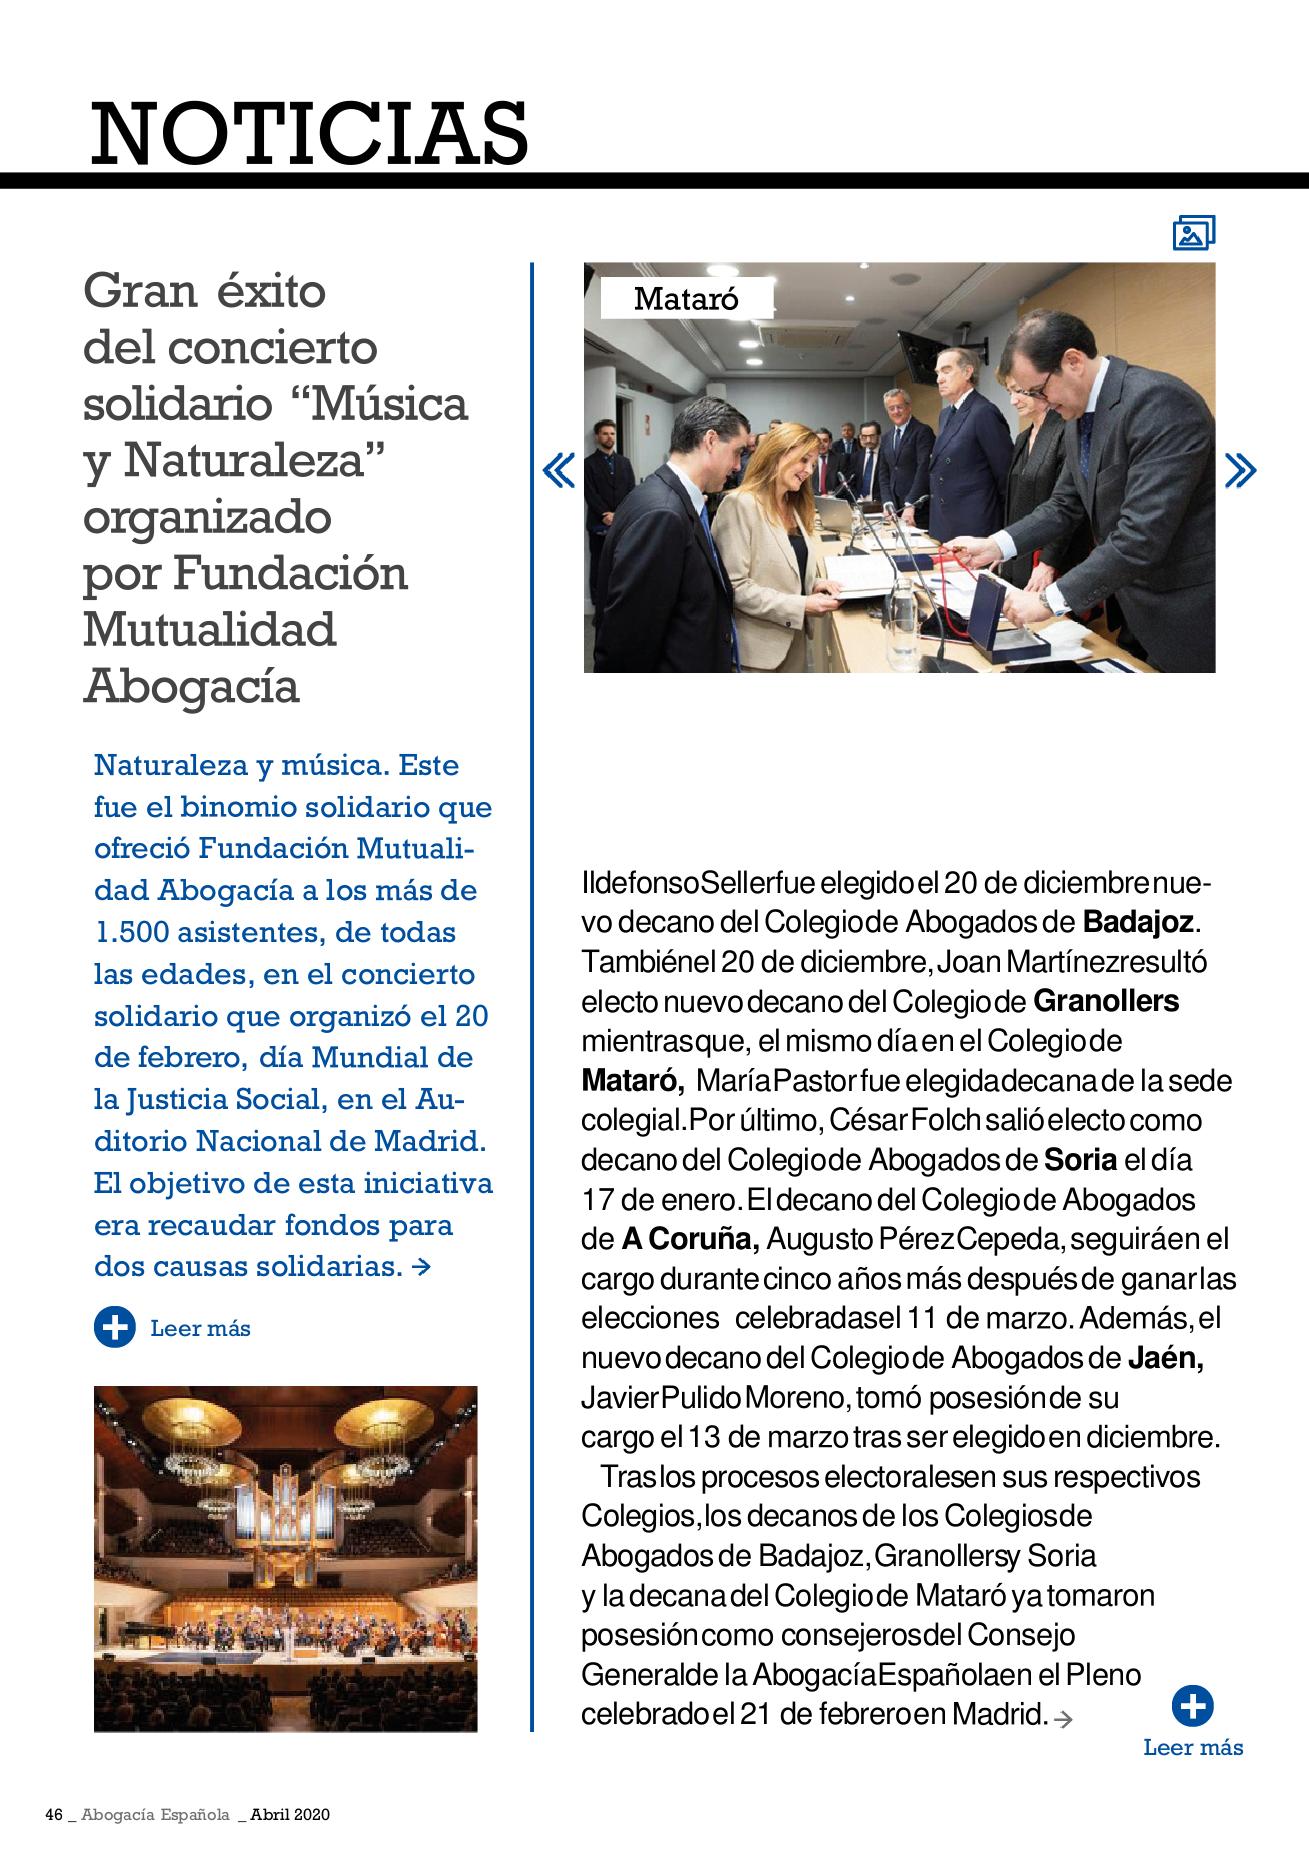 NOTICIAS
Gran éxito
del concierto
solidario “Música
y Naturaleza”
organizado
por Fundación
Mutualidad
Abogacía
Naturaleza y música. Este
fue el binomio solidario que
ofreció Fundación Mutuali-
dad Abogacía a los más de
1.500 asistentes, de todas
las edades, en el concierto
solidario que organizó el 20
de febrero, día Mundial de
la Justicia Social, en el Au-
ditorio Nacional de Madrid.
El objetivo de esta iniciativa
era recaudar fondos para
dos causas solidarias.
Leer más
Mataró
Ildefonso Seller fue elegido el 20 de diciembre nue-
vo decano del Colegio de Abogados de Badajoz.
También el 20 de diciembre, Joan Martínez resultó
electo nuevo decano del Colegio de Granollers
mientras que, el mismo día en el Colegio de
Mataró, María Pastor fue elegida decana de la sede
colegial. Por último, César Folch salió electo como
decano del Colegio de Abogados de Soria el día
17 de enero. El decano del Colegio de Abogados
de A Coruña, Augusto Pérez Cepeda, seguirá en el
cargo durante cinco años más después de ganar las
elecciones celebradas el 11 de marzo. Además, el
nuevo decano del Colegio de Abogados de Jaén,
Javier Pulido Moreno, tomó posesión de su
cargo el 13 de marzo tras ser elegido en diciembre.
Tras los procesos electorales en sus respectivos
Colegios, los decanos de los Colegios de
Abogados de Badajoz, Granollers y Soria
y la decana del Colegio de Mataró ya tomaron
posesión como consejeros del Consejo
General de la Abogacía Española en el Pleno
celebrado el 21 de febrero en Madrid.
Leer más
46 _ Abogacía Española _ Abril 2020